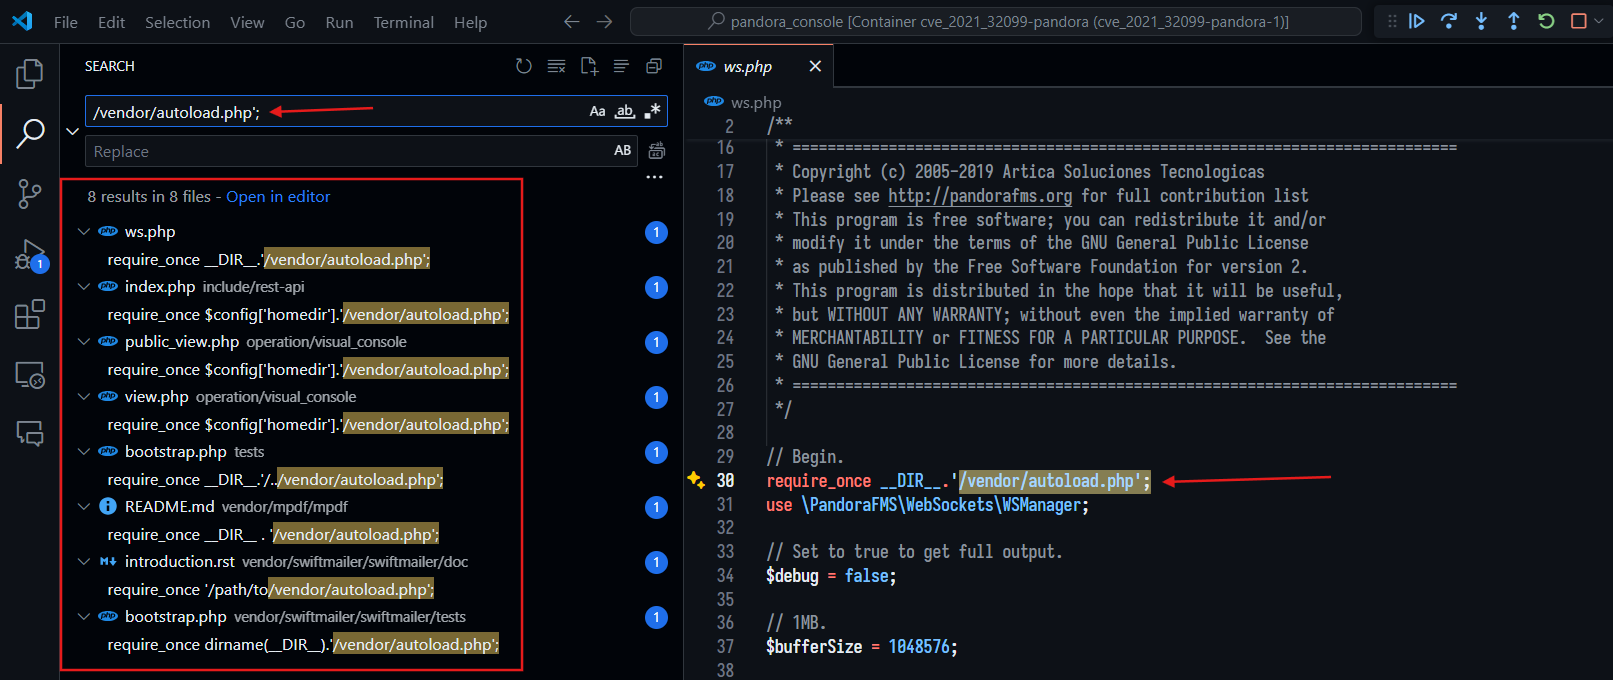 File Edit Selection View Go Run Terminal Help
pandora_console [Container cve_2021_32099-pandora (cve_2021_32099-pandora-1)]
SEARCH
/vendor/autoload.php';
Aa ab
Replace
AB
8 results in 8 files - Open in editor
ws.php 1
require_once __DIR__.'/vendor/autoload.php';
index.php include/rest-api 1
require_once $config['homedir'].'/vendor/autoload.php';
public_view.php operation/visual_console 1
require_once $config['homedir'].'/vendor/autoload.php';
view.php operation/visual_console 1
require_once $config['homedir'].'/vendor/autoload.php';
bootstrap.php tests 1
require_once __DIR__.'/../vendor/autoload.php';
README.md vendor/mpdf/mpdf 1
require_once __DIR__ . '/vendor/autoload.php';
introduction.rst vendor/swiftmailer/swiftmailer/doc 1
require_once '/path/to/vendor/autoload.php';
bootstrap.php vendor/swiftmailer/swiftmailer/tests 1
require_once dirname(__DIR__).'/vendor/autoload.php';
1
php ws.php
php ws.php
2 /**
16 * ======================================================================
17 * Copyright (c) 2005-2019 Artica Soluciones Tecnologicas
18 * Please see http://pandorafms.org for full contribution list
19 * This program is free software; you can redistribute it and/or
20 * modify it under the terms of the GNU General Public License
21 * as published by the Free Software Foundation for version 2.
22 * This program is distributed in the hope that it will be useful,
23 * but WITHOUT ANY WARRANTY; without even the implied warranty of
24 * MERCHANTABILITY or FITNESS FOR A PARTICULAR PURPOSE.  See the
25 * GNU General Public License for more details.
26 * ======================================================================
27 */
28
29 // Begin.
30 require_once __DIR__.'/vendor/autoload.php';
31 use \PandoraFMS\WebSockets\WSManager;
32
33 // Set to true to get full output.
34 $debug = false;
35
36 // 1MB.
37 $bufferSize = 1048576;
38